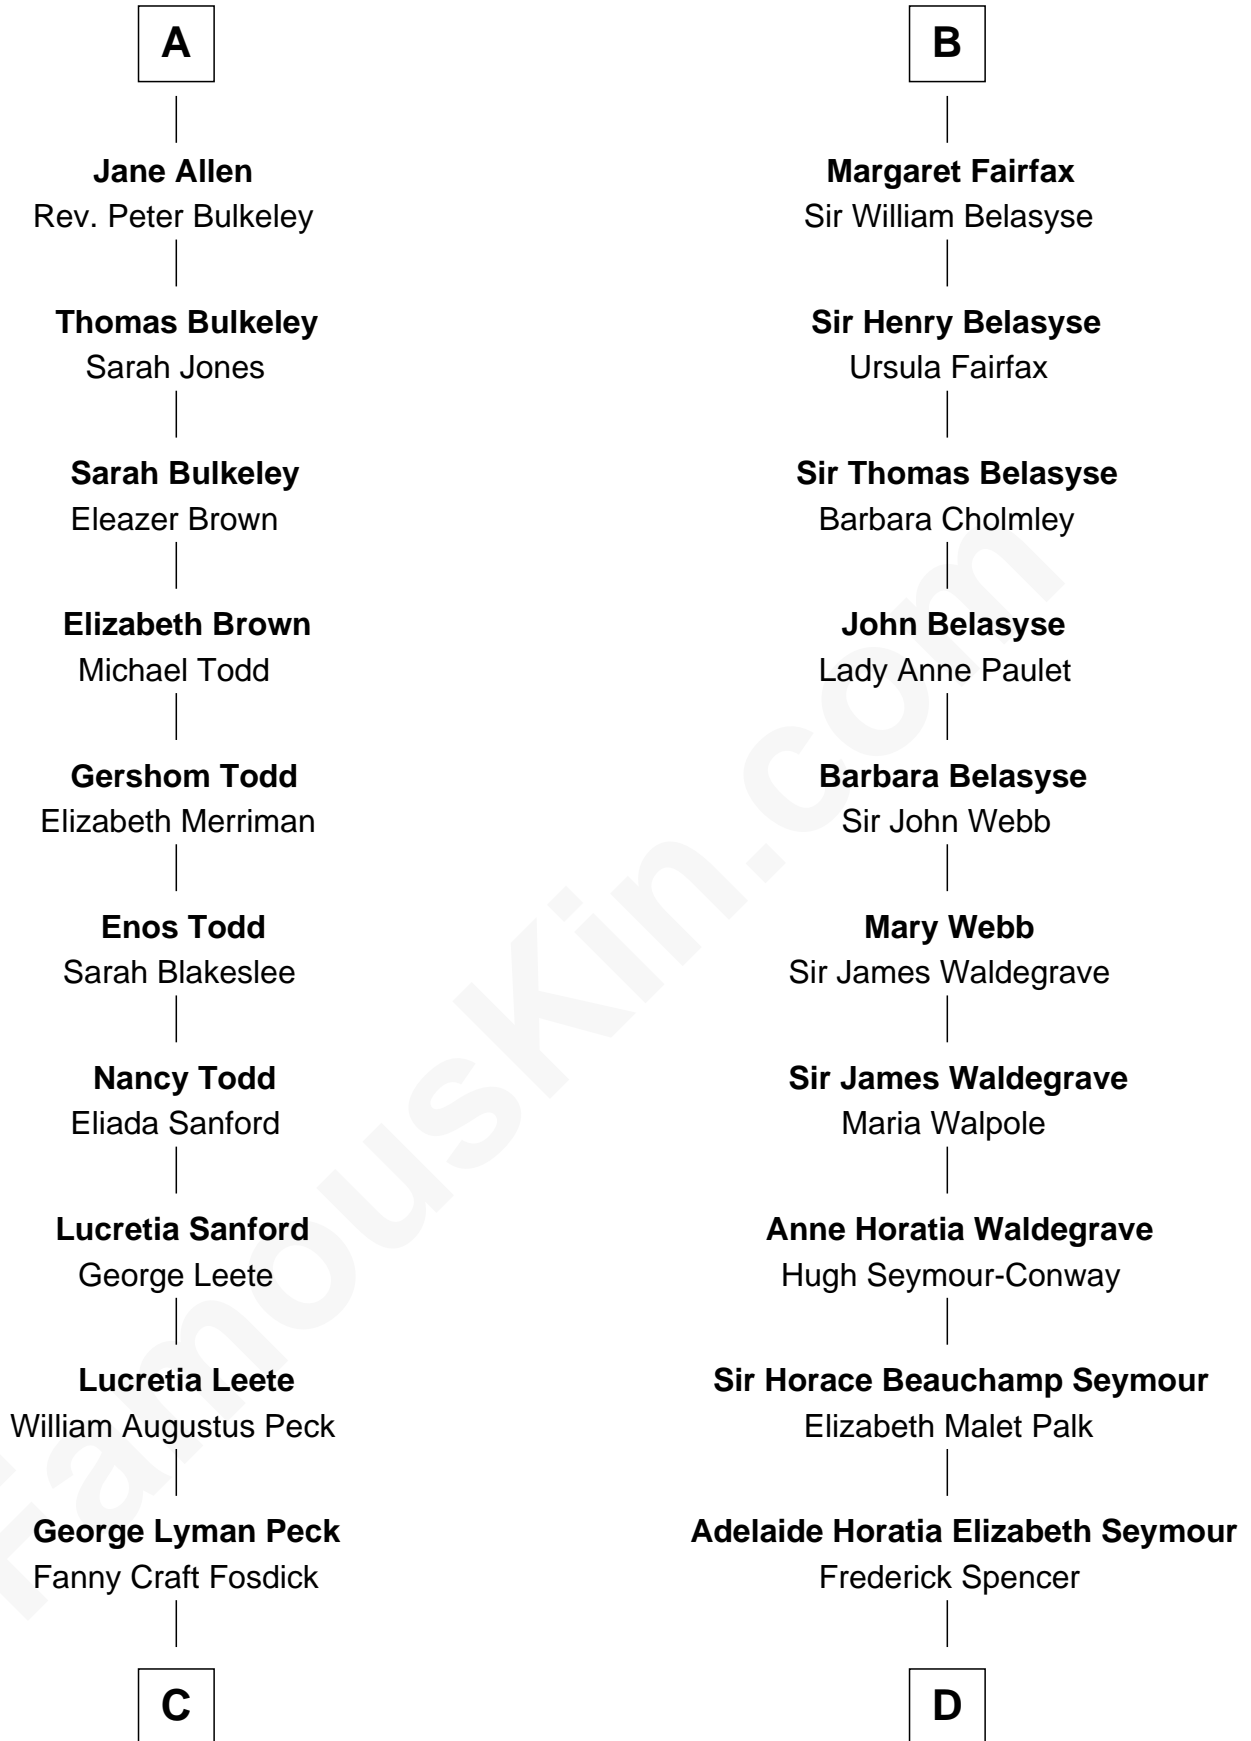 A
Jane Allen
Rev. Peter Bulkeley
Thomas Bulkeley
Sarah Jones
Sarah Bulkeley
Eleazer Brown
Elizabeth Brown
Michael Todd
Gershom Todd
Elizabeth Merriman
Enos Todd
Sarah Blakeslee
Nancy Todd
Eliada Sanford
Lucretia Sanford
George Leete
Lucretia Leete
William Augustus Peck
George Lyman Peck
Fanny Craft Fosdick
C
B
Margaret Fairfax
Sir William Belasyse
Sir Henry Belasyse
Ursula Fairfax
Sir Thomas Belasyse
Barbara Cholmley
John Belasyse
Lady Anne Paulet
Barbara Belasyse
Sir John Webb
Mary Webb
Sir James Waldegrave
Sir James Waldegrave
Maria Walpole
Anne Horatia Waldegrave
Hugh Seymour-Conway
Sir Horace Beauchamp Seymour
Elizabeth Malet Palk
Adelaide Horatia Elizabeth Seymour
Frederick Spencer
D
FamousKin.com